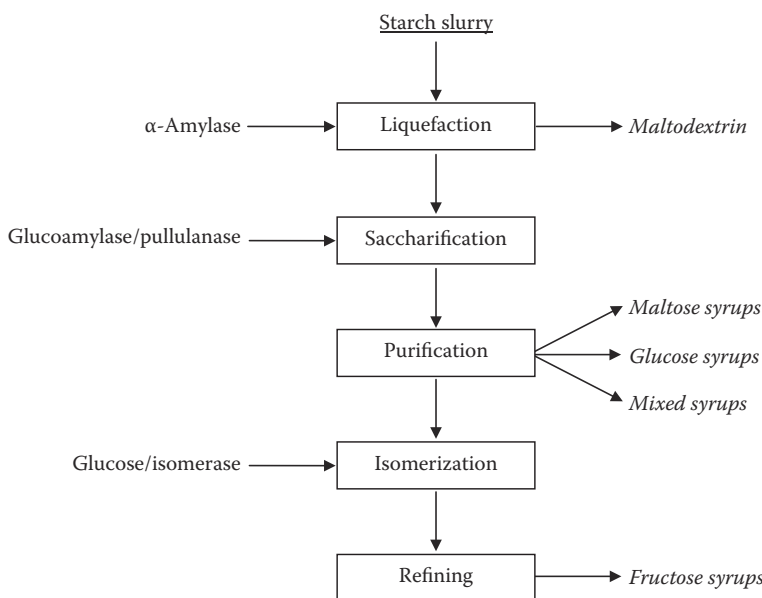 Starch slurry
α-Amylase
Liquefaction
Maltodextrin
Glucoamylase/pullulanase
Saccharification
Maltose syrups
Purification
Glucose syrups
Mixed syrups
Glucose/isomerase
Isomerization
Refining
Fructose syrups